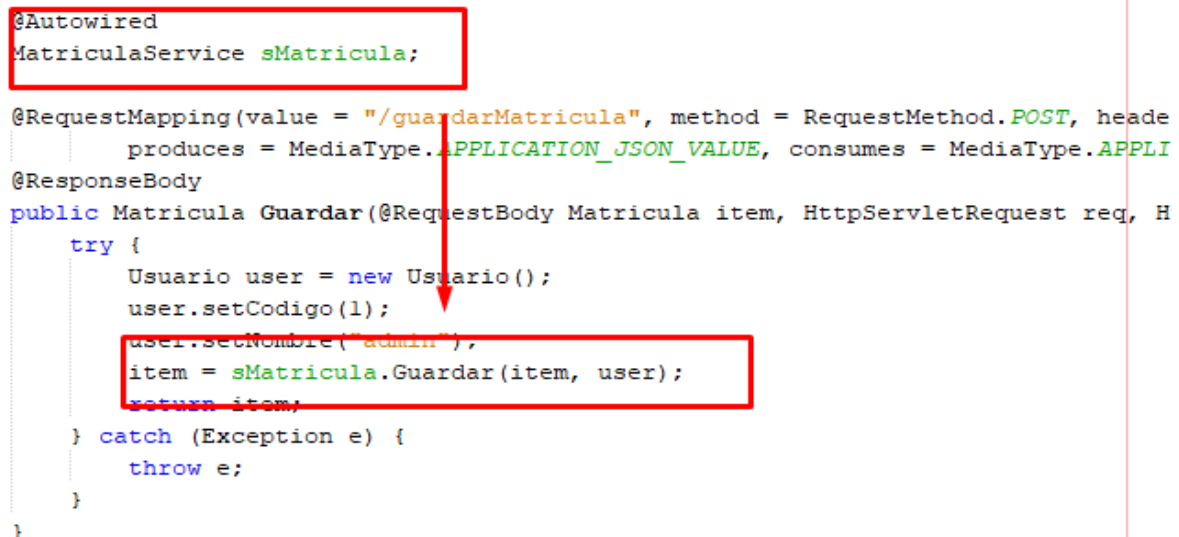 @Autowired
MatriculaService sMatricula;
@RequestMapping(value = "/guardarMatricula", method = RequestMethod.POST, heade
produces = MediaType.APPLICATION_JSON_VALUE, consumes = MediaType.APPLI
@ResponseBody
public Matricula Guardar(@RequestBody Matricula item, HttpServletRequest req, H
try {
Usuario user = new Usuario();
user.setCodigo(1);
user.setNombre("admin");
item = sMatricula.Guardar(item, user);
return item;
} catch (Exception e) {
throw e;
}
}